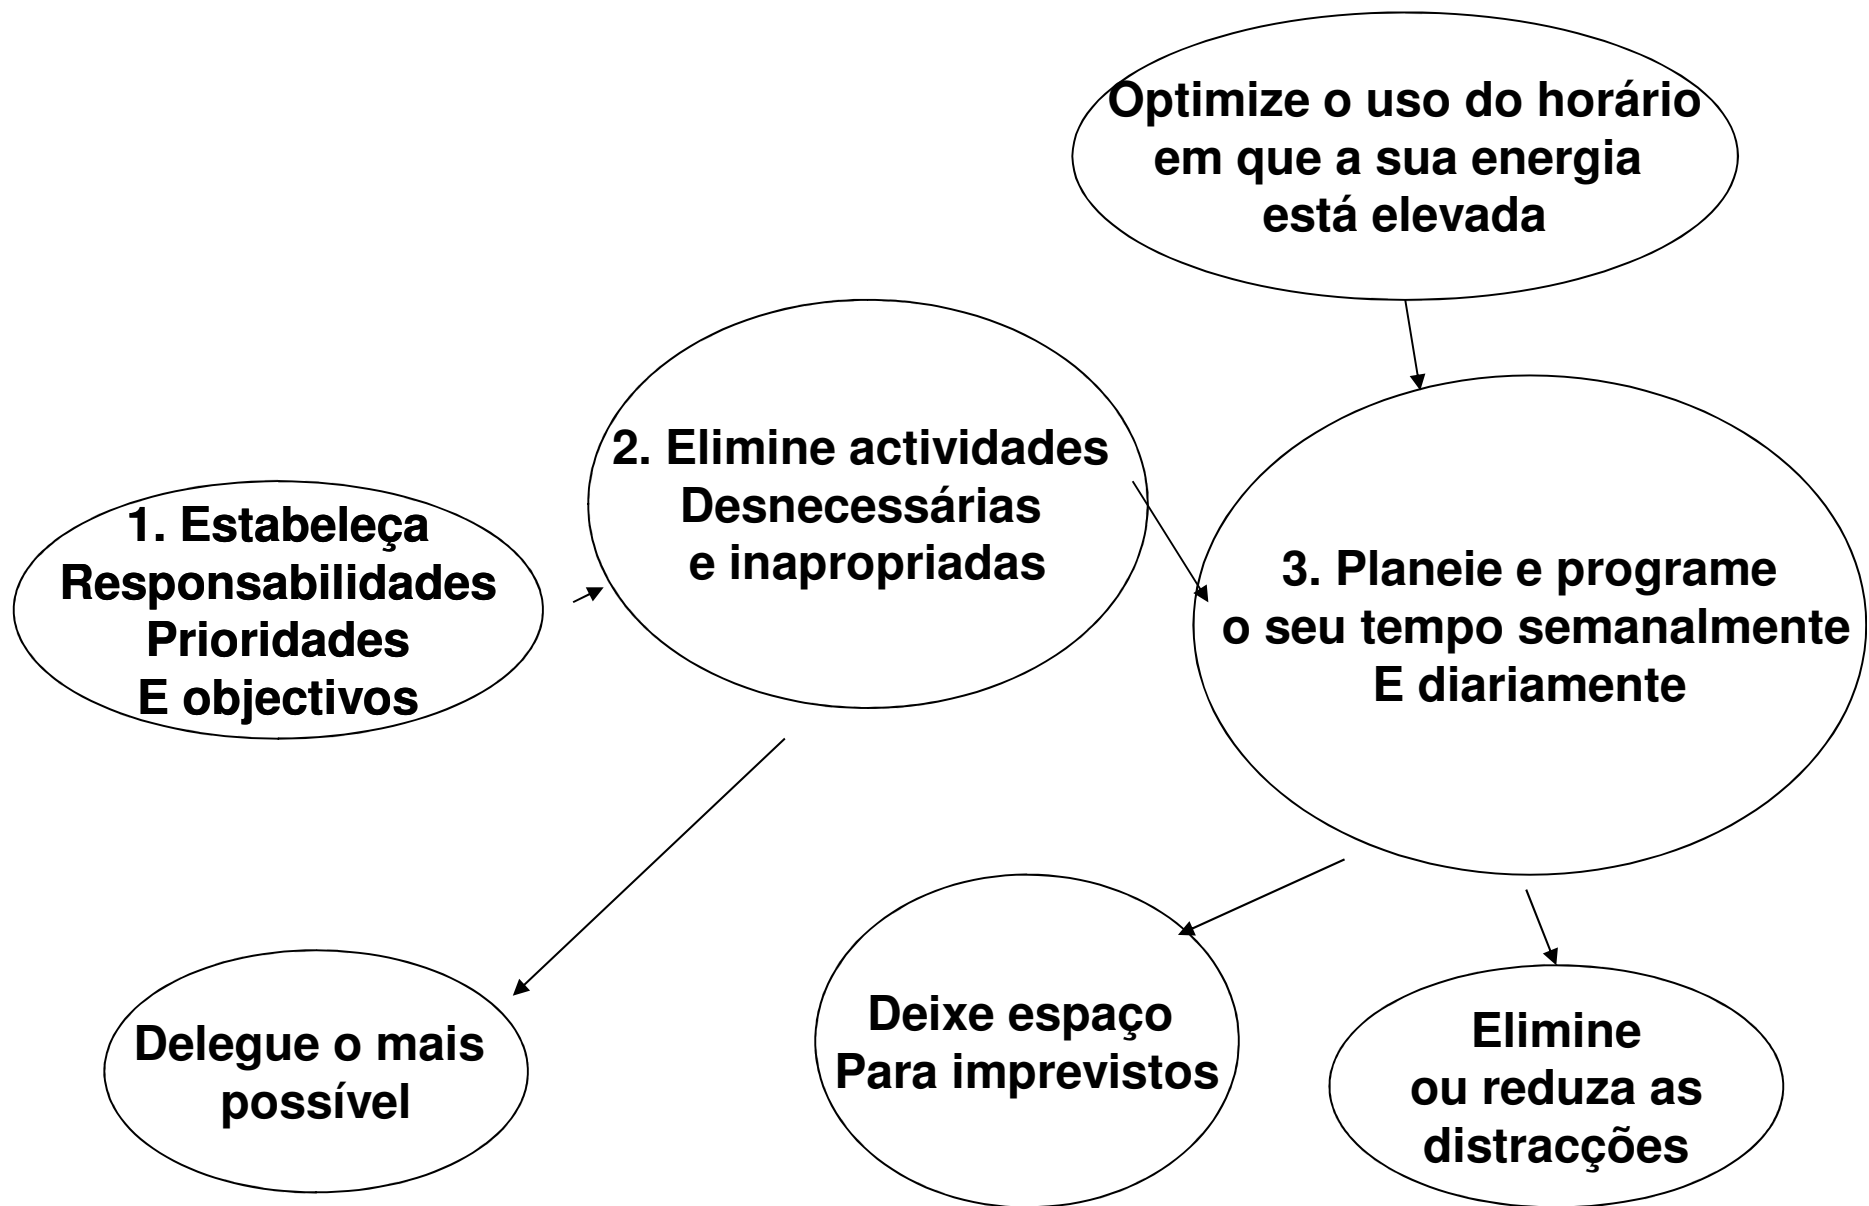 Optimize o uso do horário
em que a sua energia
está elevada
2. Elimine actividades
Desnecessárias
e inapropriadas
1. Estabeleça
Responsabilidades
Prioridades
E objectivos
3. Planeie e programe
o seu tempo semanalmente
E diariamente
Delegue o mais
possível
Deixe espaço
Para imprevistos
Elimine
ou reduza as
distracções